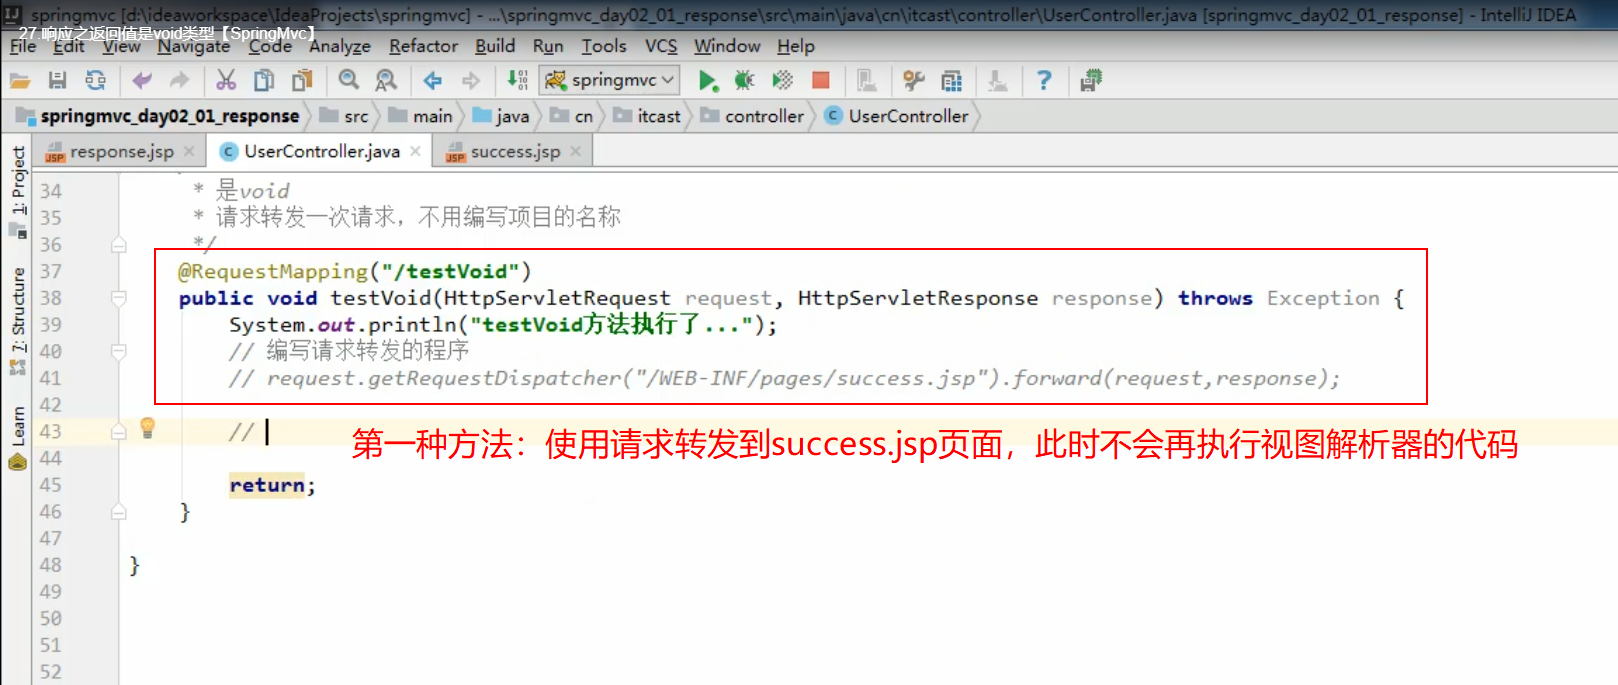 springmvc [d:\ideaworkspace\IdeaProjects\springmvc] - ...\springmvc_day02_01_response\src\main\java\cn\itcast\controller\UserController.java [springmvc_day02_01_response] - IntelliJ IDEA
27.响应之返回值是void类型【SpringMvc】
File Edit View Navigate Code Analyze Refactor Build Run Tools VCS Window Help
springmvc
springmvc_day02_01_response src main java cn itcast controller UserController
response.jsp UserController.java success.jsp
1: Project
7: Structure
Learn
34 * 是void
35 * 请求转发一次请求，不用编写项目的名称
36 */
37 @RequestMapping("/testVoid")
38 public void testVoid(HttpServletRequest request, HttpServletResponse response) throws Exception {
39 System.out.println("testVoid方法执行了...");
40 // 编写请求转发的程序
41 // request.getRequestDispatcher("/WEB-INF/pages/success.jsp").forward(request,response);
42
43 //
第一种方法：使用请求转发到success.jsp页面，此时不会再执行视图解析器的代码
44
45 return;
46 }
47
48 }
49
50
51
52